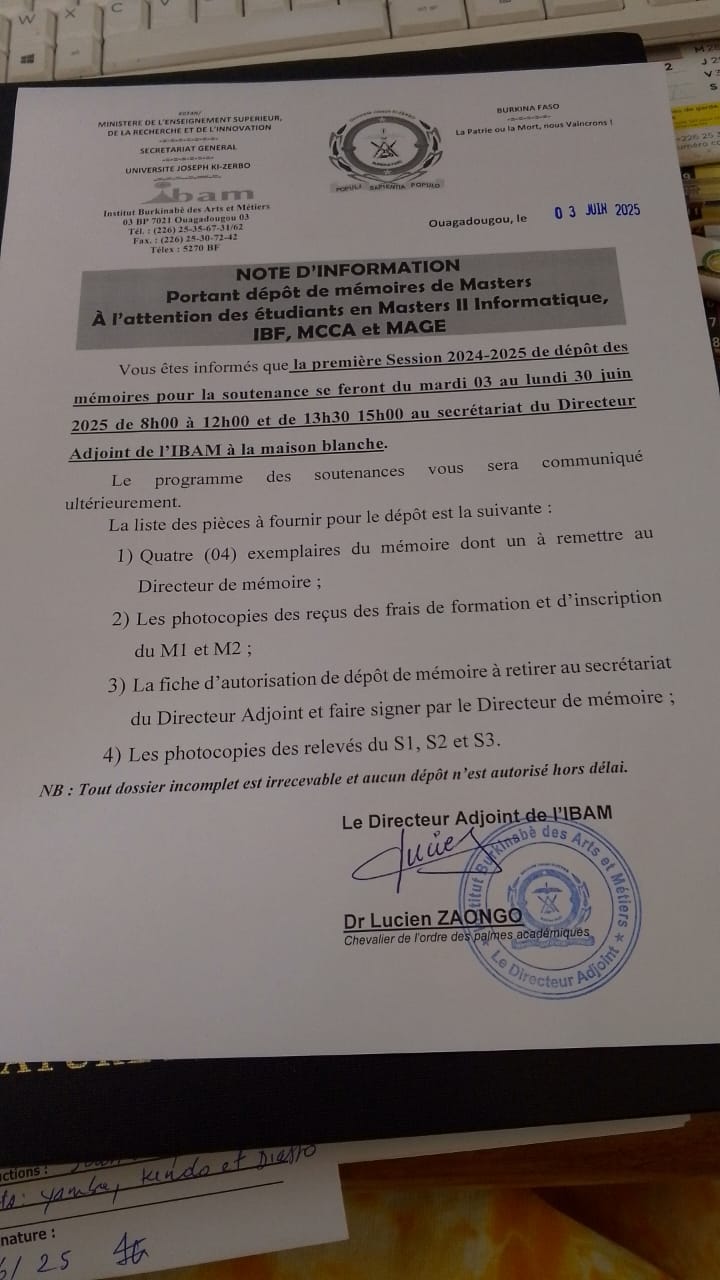 W X C V
MINISTERE DE L'ENSEIGNEMENT SUPERIEUR,
DE LA RECHERCHE ET DE L'INNOVATION
-=-=-=-=-=-
SECRETARIAT GENERAL
-=-=-=-=-=-
UNIVERSITE JOSEPH KI-ZERBO
ibam
Institut Burkinabè des Arts et Métiers
03 BP 7021 Ouagadougou 03
Tél. : (226) 25-35-67-31/62
Fax. : (226) 25-30-72-42
Télex : 5270 BF
POPULI SAPIENTIA POPULO
BURKINA FASO
-=-=-=-=-
La Patrie ou la Mort, nous Vaincrons !
Ouagadougou, le 03 JUIN 2025
NOTE D'INFORMATION
Portant dépôt de mémoires de Masters
À l'attention des étudiants en Masters II Informatique,
IBF, MCCA et MAGE
Vous êtes informés que la première Session 2024-2025 de dépôt des
mémoires pour la soutenance se feront du mardi 03 au lundi 30 juin
2025 de 8h00 à 12h00 et de 13h30 15h00 au secrétariat du Directeur
Adjoint de l'IBAM à la maison blanche.
Le programme des soutenances vous sera communiqué
ultérieurement.
La liste des pièces à fournir pour le dépôt est la suivante :
1) Quatre (04) exemplaires du mémoire dont un à remettre au
Directeur de mémoire ;
2) Les photocopies des reçus des frais de formation et d'inscription
du M1 et M2 ;
3) La fiche d'autorisation de dépôt de mémoire à retirer au secrétariat
du Directeur Adjoint et faire signer par le Directeur de mémoire ;
4) Les photocopies des relevés du S1, S2 et S3.
NB : Tout dossier incomplet est irrecevable et aucun dépôt n'est autorisé hors délai.
Le Directeur Adjoint de l'IBAM
Dr Lucien ZAONGO
Chevalier de l'ordre des palmes académiques
Institut Burkinabè des Arts et Métiers
★ Le Directeur Adjoint ★
ctions :
Yamba, Kendo et Diasso
nature :
/ 25